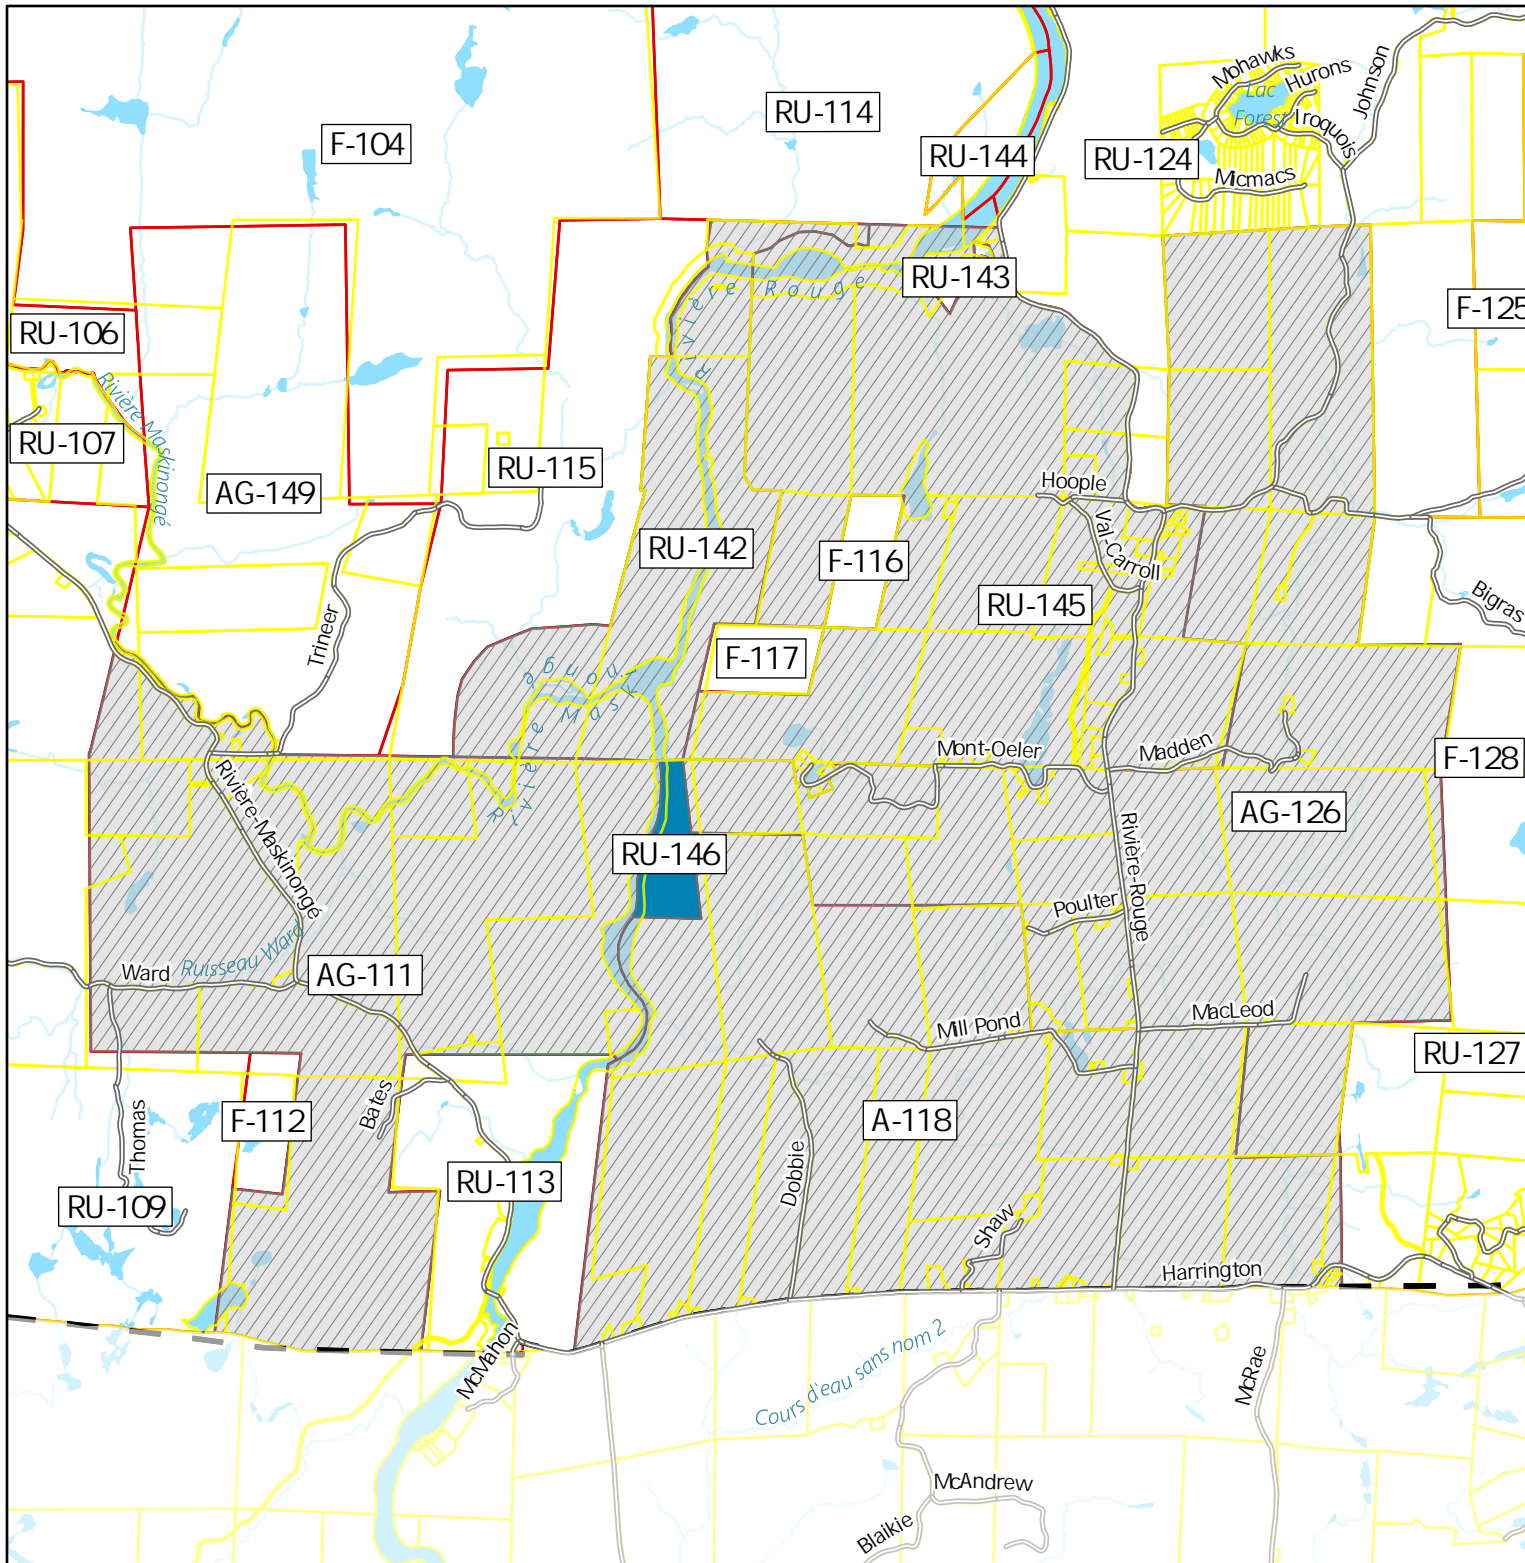 Mohawks
Hurons
Johnson
Lac
Forest
Iroquois
Micmacs
RU-114
F-104
RU-144
RU-124
RU-143
Rivière Rouge
F-125
RU-106
Rivière Maskinongé
RU-107
RU-115
AG-149
Hoople
Val-Carroll
RU-142
F-116
RU-145
Bigras
Trineer
F-117
Rivière Maskinongé
Mont-Oeler
Madden
F-128
Rivière-Maskinongé
AG-126
RU-146
Rivière-Rouge
Poulter
Ward
Ruisseau Ward
AG-111
Mill Pond
MacLeod
RU-127
Bates
Thomas
F-112
A-118
Dobbie
RU-113
RU-109
Shaw
Harrington
McMahon
Cours d'eau sans nom 2
McRae
McAndrew
Blaikie